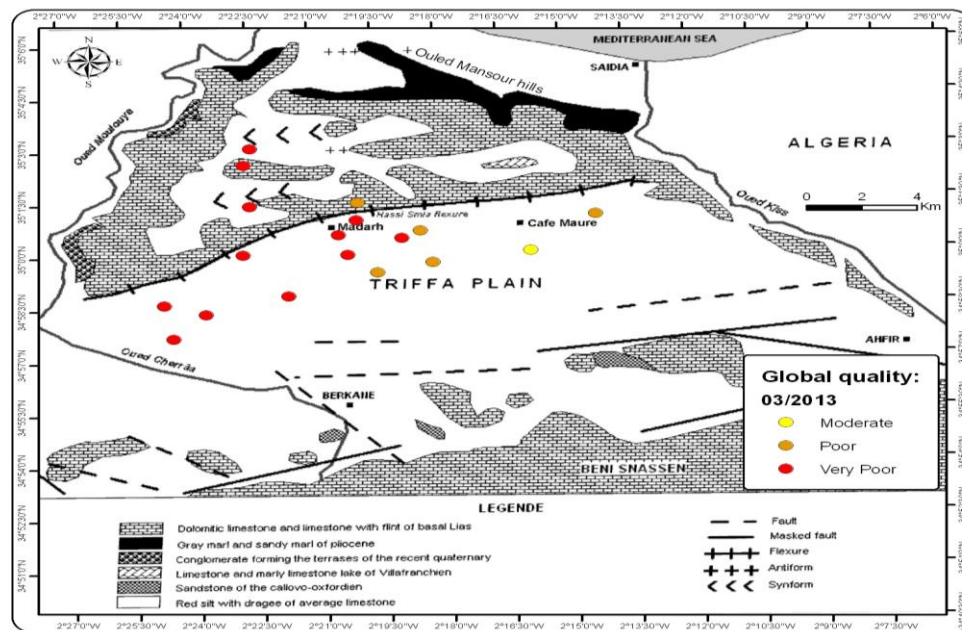 2°27'0"W 2°25'30"W 2°24'0"W 2°22'30"W 2°21'0"W 2°19'30"W 2°18'0"W 2°16'30"W 2°15'0"W 2°13'30"W 2°12'0"W 2°10'30"W 2°9'0"W 2°7'30"W 2°6'0"W
MEDITERRANEAN SEA
N
W E
S
SAIDIA
Ouled Mansour hills
Oued Moulouye
ALGERIA
Oued Kiss
0 2 4
Km
Hassi Smia flexure
Madarh
Cafe Maure
TRIFFA PLAIN
AHFIR
Oued Cherrâa
BERKANE
BENI SNASSEN
Global quality:
03/2013
Moderate
Poor
Very Poor
LEGENDE
Dolomitic limestone and limestone with flint of basal Lias
Gray marl and sandy marl of pliocene
Conglomerate forming the terrases of the recent quaternary
Limestone and marly limestone lake of Villafranchien
Sandstone of the callovo-oxfordien
Red silt with dragee of average limestone
Fault
Masked fault
Flexure
Antiform
Synform